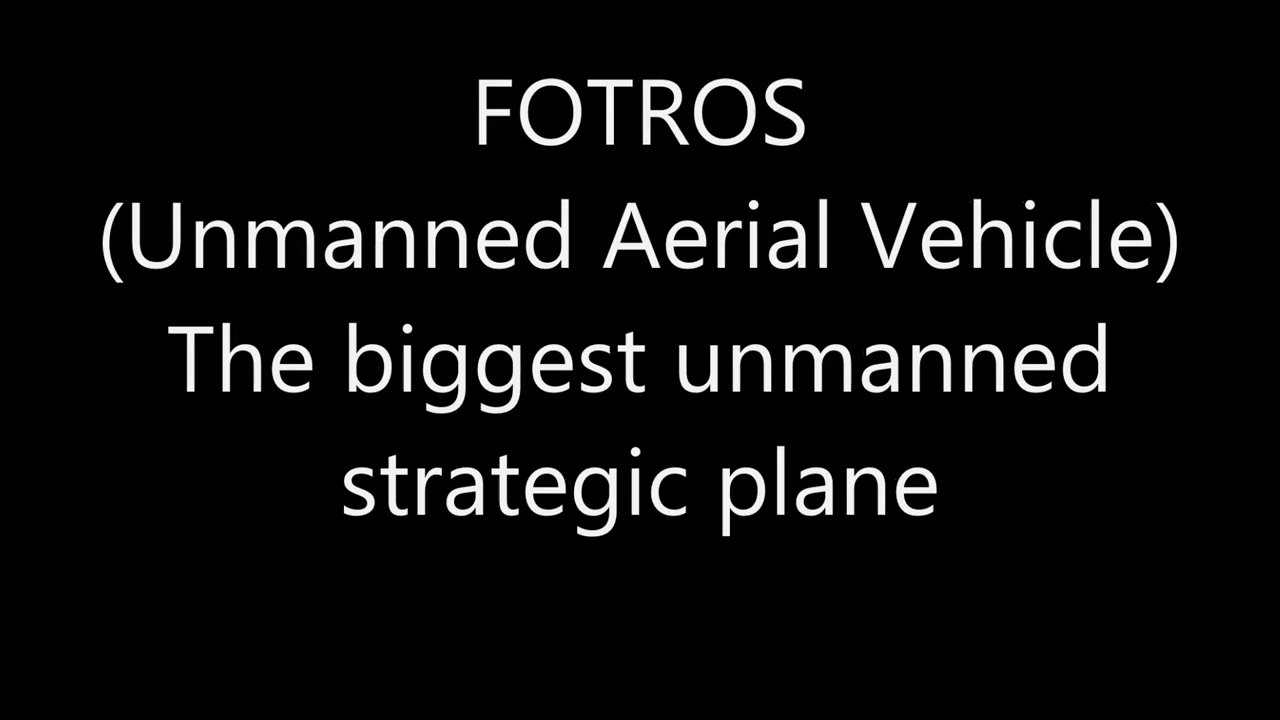 FOTROS
(Unmanned Aerial Vehicle)
The biggest unmanned
strategic plane